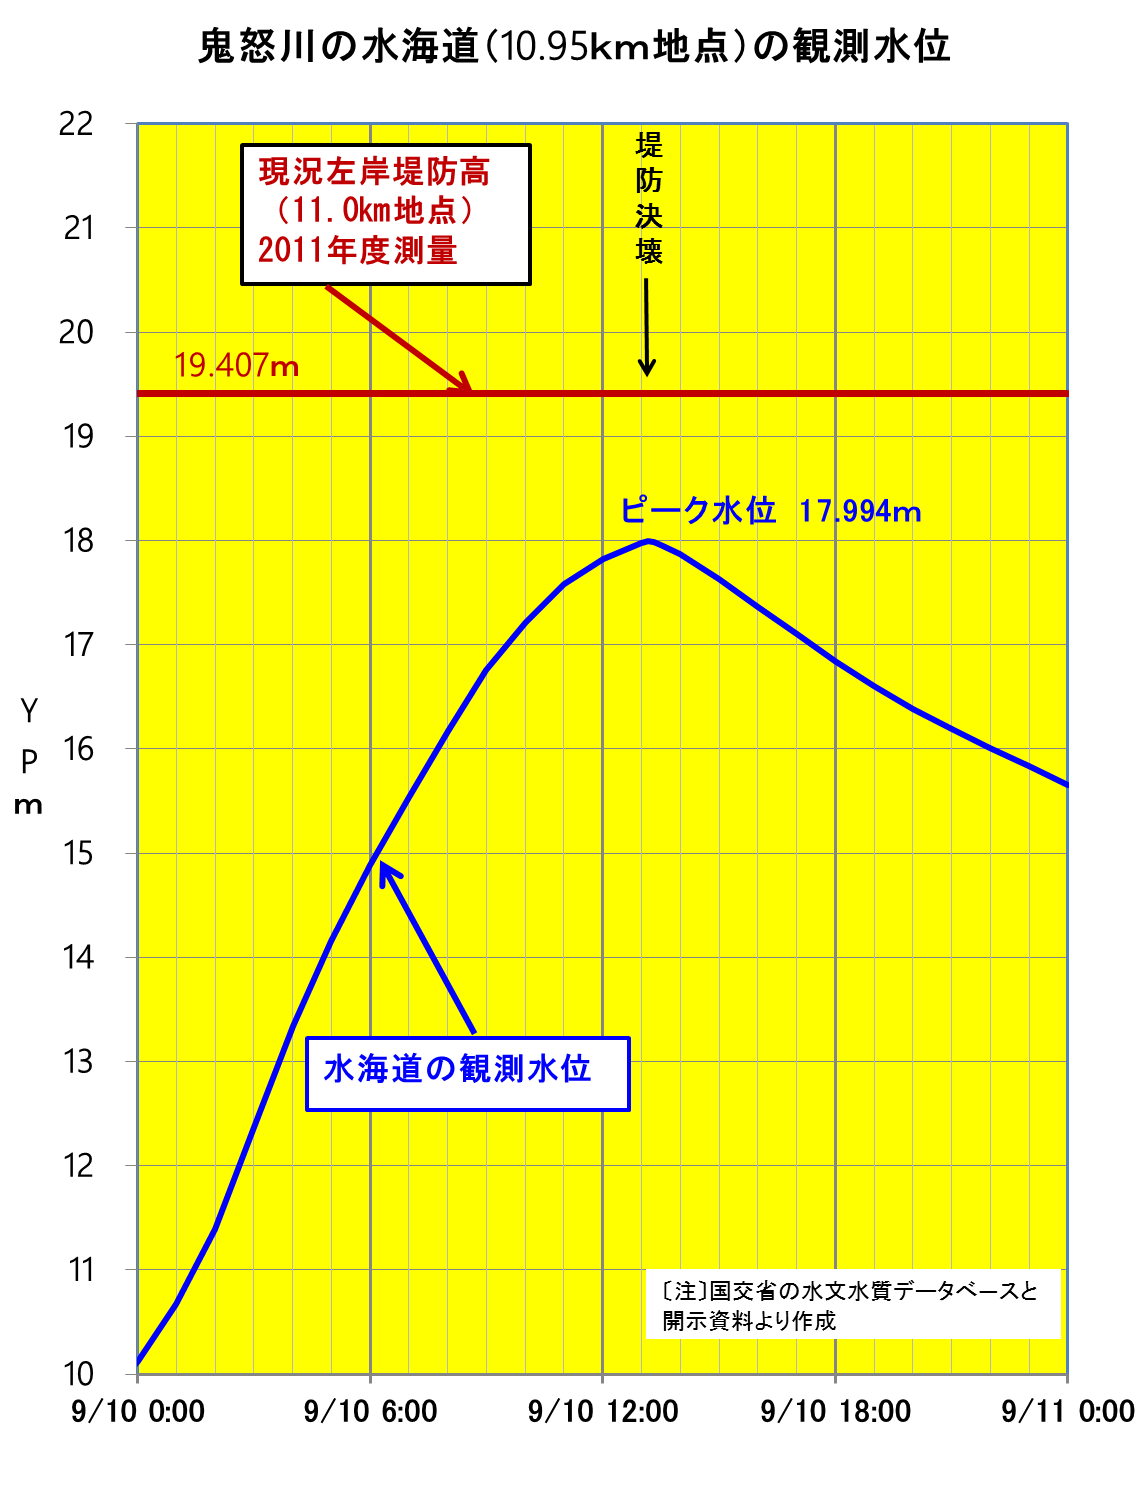 鬼怒川の水海道(10.95km地点)の観測水位
22
21
20
19
18
17
16
15
14
13
12
11
10
Y
P
m
現況左岸堤防高
(11.0km地点)
2011年度測量
堤
防
決
壊
19.407m
ピーク水位 17.994m
水海道の観測水位
〔注〕国交省の水文水質データベースと
開示資料より作成
9/10 0:00
9/10 6:00
9/10 12:00
9/10 18:00
9/11 0:00